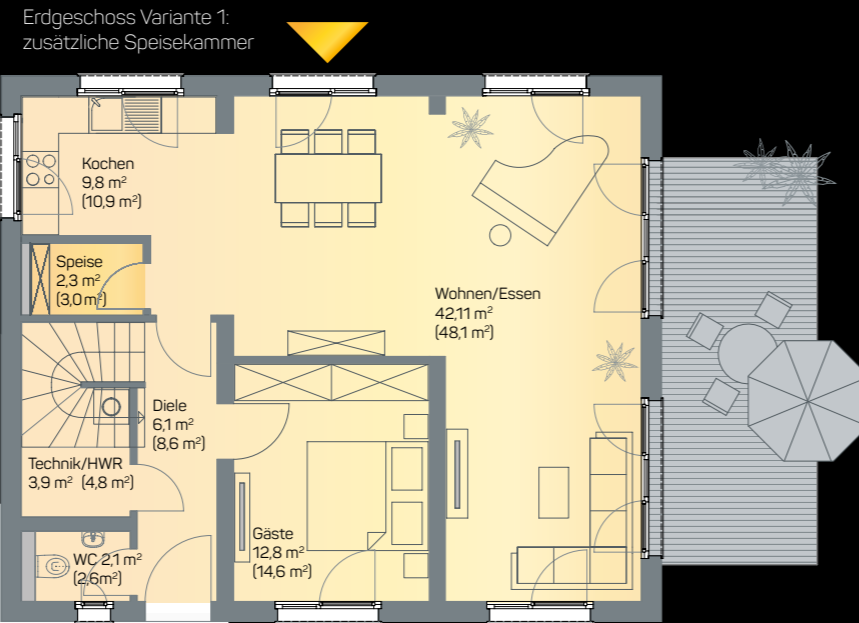 Erdgeschoss Variante 1:
zusätzliche Speisekammer
Kochen
9,8 m²
(10,9 m²)
Speise
2,3 m²
(3,0 m²)
Wohnen/Essen
42,11 m²
(48,1 m²)
Diele
6,1 m²
(8,6 m²)
Technik/HWR
3,9 m² (4,8 m²)
Gäste
12,8 m²
(14,6 m²)
WC 2,1 m²
(2,6m²)